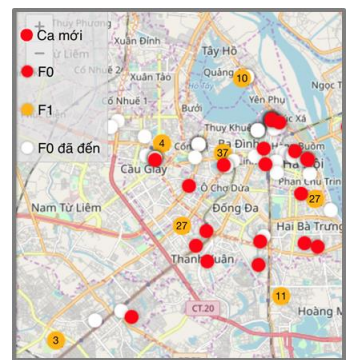 +
Thụy Phương
Ca mới
Xuân Đỉnh
−
Từ Liêm
Tây Hồ
Cổ Nhuế 2
Xuân Tảo
F0
Quảng
10
Cổ Nhuế 1
Bưởi
Yên Phụ
F1
Thụy Khuê
4
37
Ba Đình
F0 đã đến
Cầu Giấy
Hà Nội
Ô Chợ Dừa
Phan Chu Trinh
27
Nam Từ Liêm
Đống Đa
27
Hai Bà Trưng
Thanh Xuân
11
CT.20
Hoàng M
3